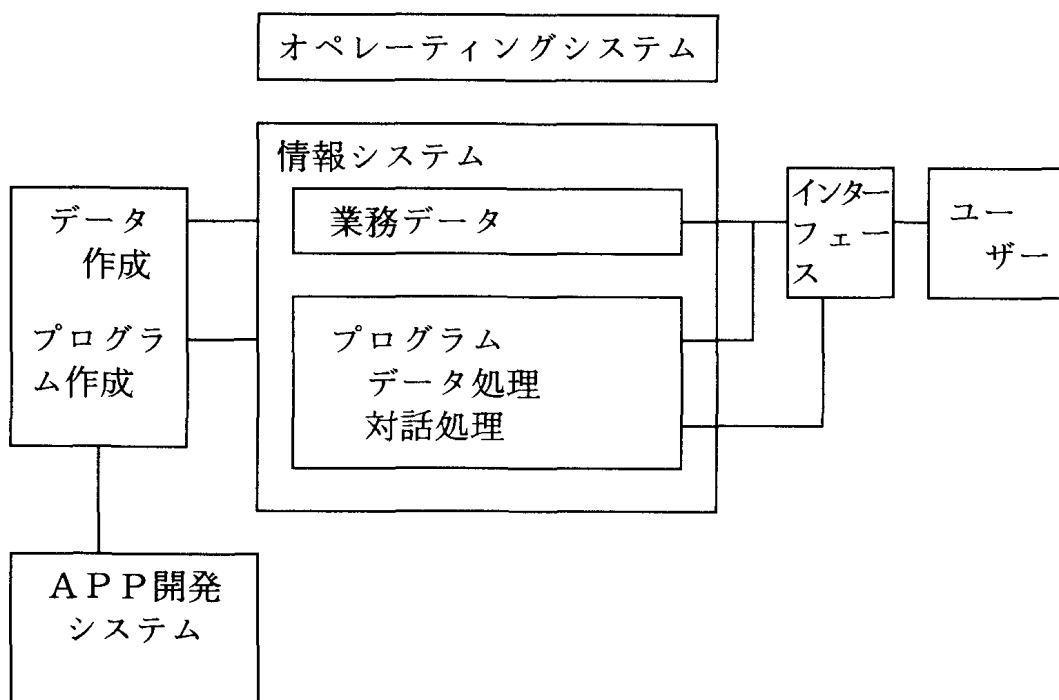 オペレーティングシステム
情報システム
業務データ
プログラム
データ処理
対話処理
データ
作成
プログラ
ム作成
インター
フェー
ス
ユー
ザー
APP開発
システム